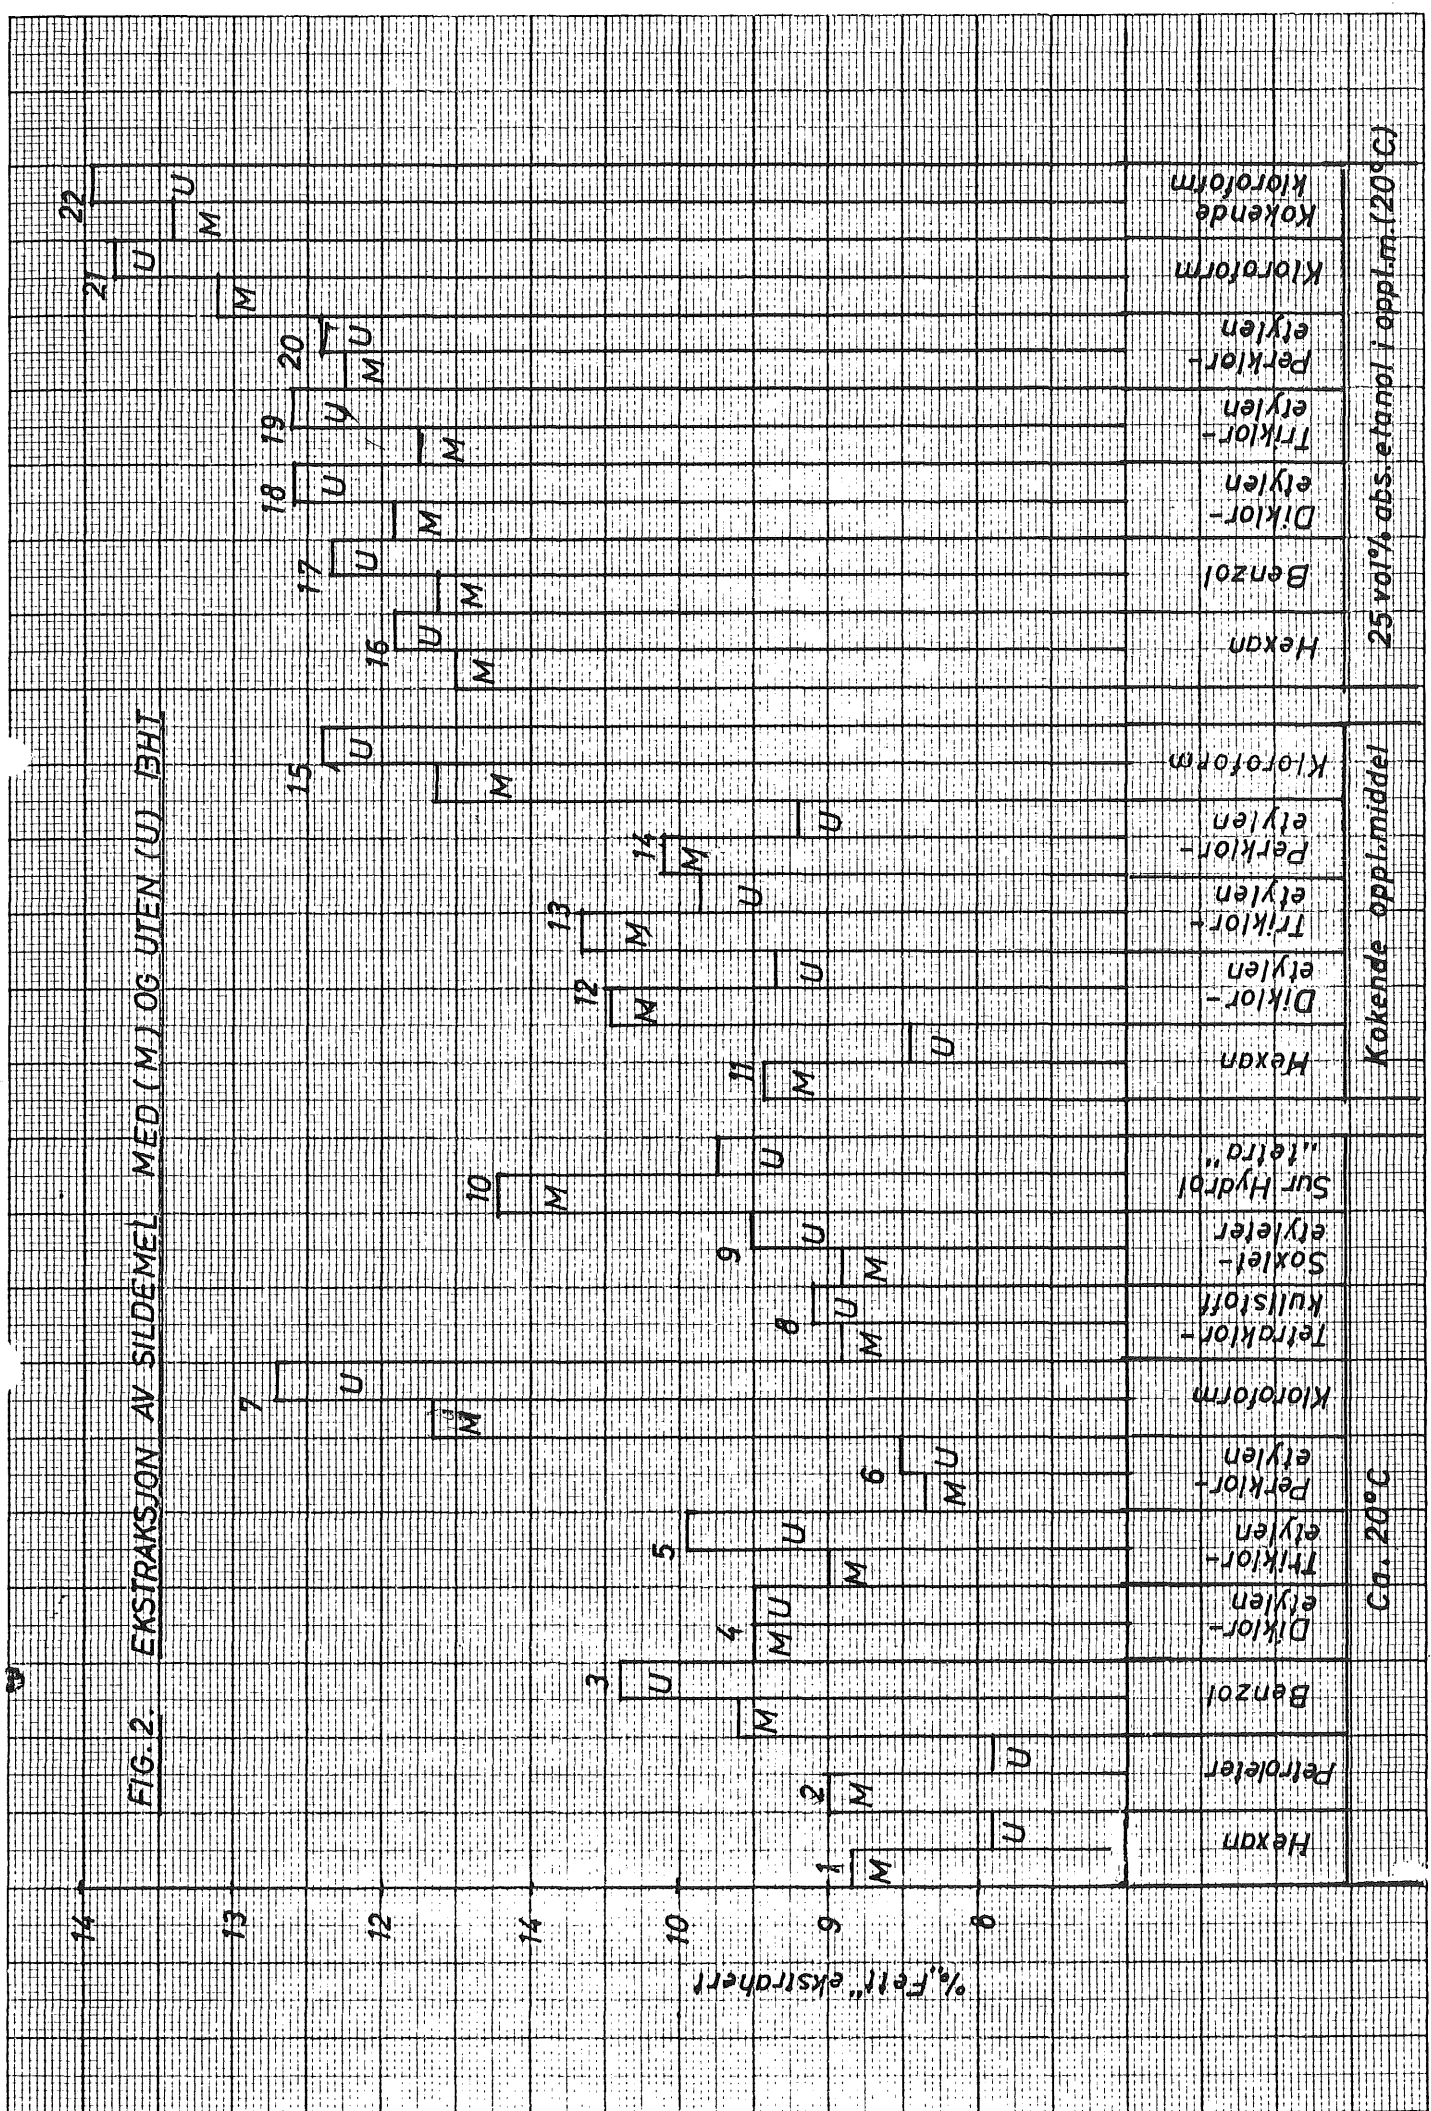 FIG. 2. EKSTRAKSJON AV SILDEMEL MED (M) OG UTEN (U) BHT
%„Fett" ekstrahert
14
13
12
14
10
9
8
1
M
U
2
M
U
3
M
U
4
M
U
5
M
U
6
M
U
7
M
U
8
M
U
9
M
U
10
M
U
11
M
U
12
M
U
13
M
U
14
M
U
15
M
U
16
M
U
17
M
U
18
M
U
19
M
U
20
M
U
21
M
U
22
M
U
Hexan
Petroleter
Benzol
Diklor-
etylen
Triklor-
etylen
Perklor-
etylen
Kloroform
Tetraklor-
kullstoff
Soxlet-
etyleter
Sur Hydrol
„tetra"
Hexan
Diklor-
etylen
Triklor-
etylen
Perklor-
etylen
Kloroform
Hexan
Benzol
Diklor-
etylen
Triklor-
etylen
Perklor-
etylen
Kloroform
Kokende
kloroform
Ca. 20°C
Kokende oppl.middel
25 vol% abs. etanol i oppl.m. (20°C)